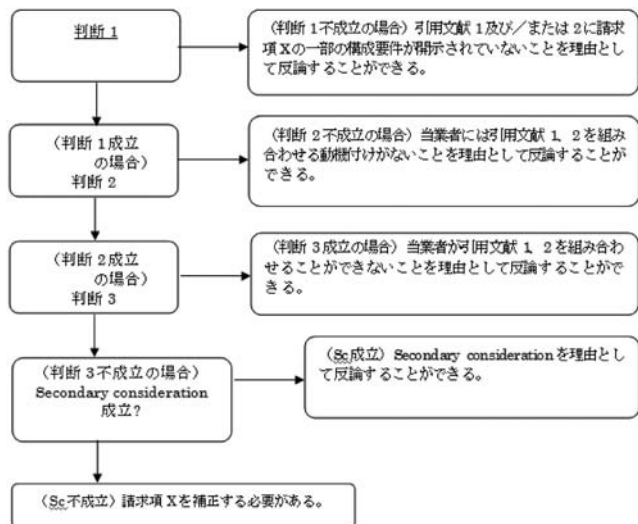 判断1
（判断1不成立の場合）引用文献1及び／または2に請求
項Xの一部の構成要件が開示されていないことを理由とし
て反論することができる。
（判断1成立
の場合）
判断2
（判断2不成立の場合）当業者には引用文献1、2を組み
合わせる動機付けがないことを理由として反論することが
できる。
（判断2成立
の場合）
判断3
（判断3成立の場合）当業者が引用文献1、2を組み合わ
せることができないことを理由として反論することがで
きる。
（判断3不成立の場合）
Secondary consideration
成立?
（Sc成立）Secondary considerationを理由とし
て反論することができる。
（Sc不成立）請求項Xを補正する必要がある。